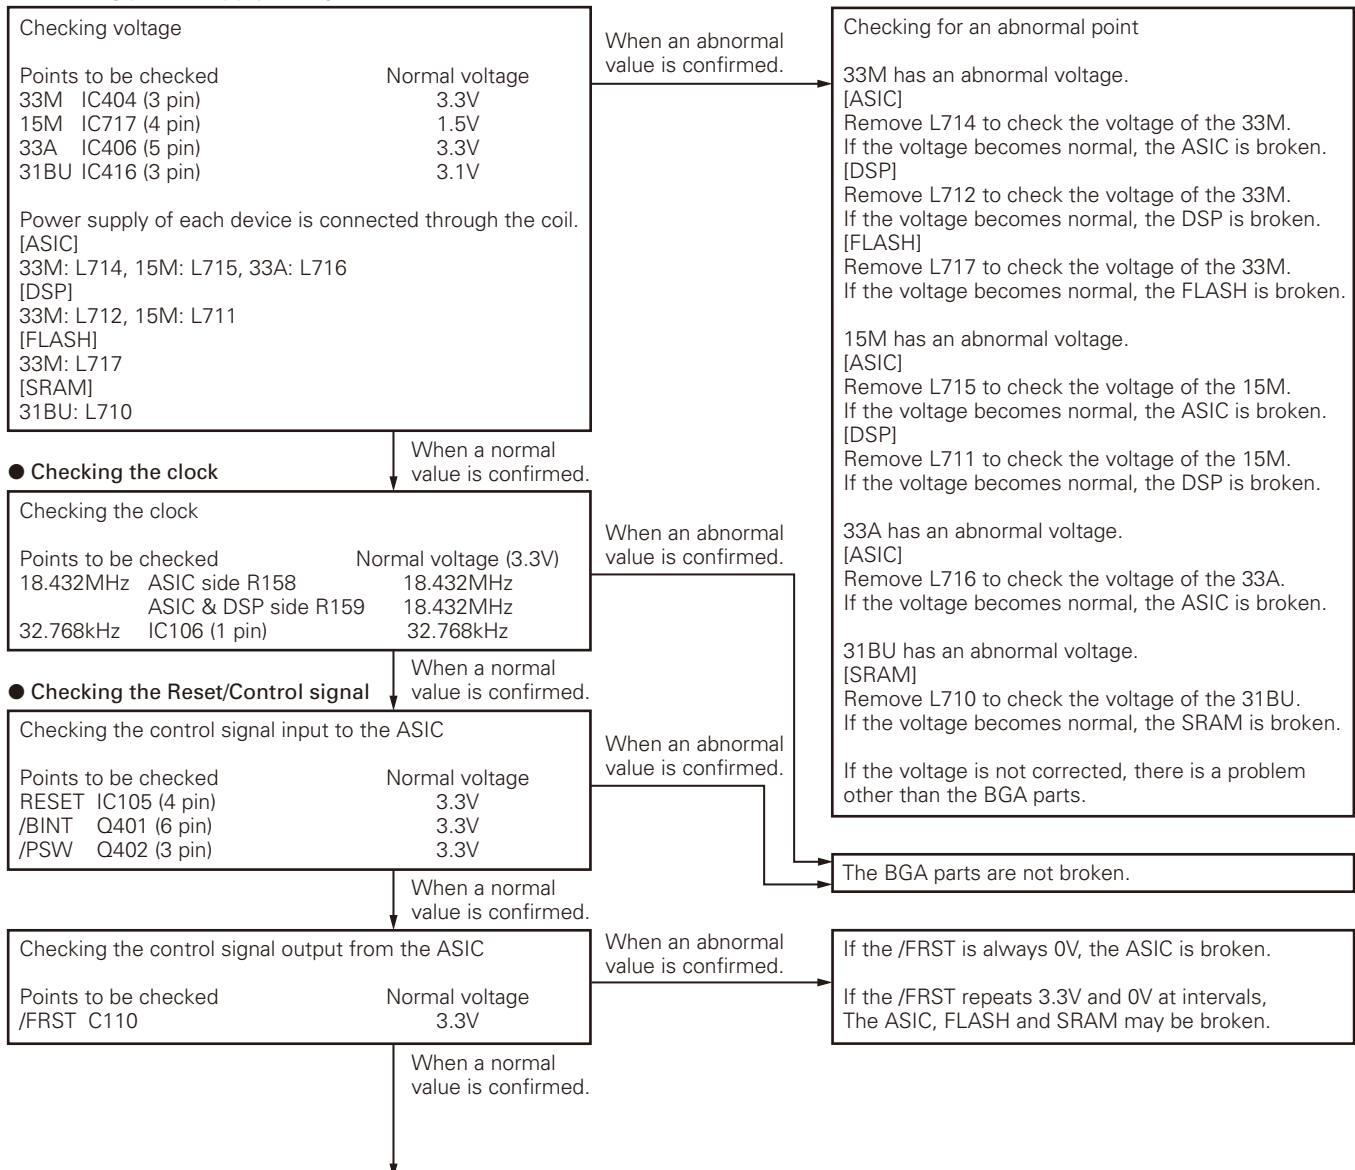 Checking voltage
Points to be checked Normal voltage
33M IC404 (3 pin) 3.3V
15M IC717 (4 pin) 1.5V
33A IC406 (5 pin) 3.3V
31BU IC416 (3 pin) 3.1V
Power supply of each device is connected through the coil.
[ASIC]
33M: L714, 15M: L715, 33A: L716
[DSP]
33M: L712, 15M: L711
[FLASH]
33M: L717
[SRAM]
31BU: L710
When an abnormal
value is confirmed.
Checking for an abnormal point
33M has an abnormal voltage.
[ASIC]
Remove L714 to check the voltage of the 33M.
If the voltage becomes normal, the ASIC is broken.
[DSP]
Remove L712 to check the voltage of the 33M.
If the voltage becomes normal, the DSP is broken.
[FLASH]
Remove L717 to check the voltage of the 33M.
If the voltage becomes normal, the FLASH is broken.
15M has an abnormal voltage.
[ASIC]
Remove L715 to check the voltage of the 15M.
If the voltage becomes normal, the ASIC is broken.
[DSP]
Remove L711 to check the voltage of the 15M.
If the voltage becomes normal, the DSP is broken.
33A has an abnormal voltage.
[ASIC]
Remove L716 to check the voltage of the 33A.
If the voltage becomes normal, the ASIC is broken.
31BU has an abnormal voltage.
[SRAM]
Remove L710 to check the voltage of the 31BU.
If the voltage becomes normal, the SRAM is broken.
If the voltage is not corrected, there is a problem
other than the BGA parts.
When a normal
value is confirmed.
● Checking the clock
Checking the clock
Points to be checked Normal voltage (3.3V)
18.432MHz ASIC side R158 18.432MHz
ASIC & DSP side R159 18.432MHz
32.768kHz IC106 (1 pin) 32.768kHz
When an abnormal
value is confirmed.
When a normal
value is confirmed.
● Checking the Reset/Control signal
Checking the control signal input to the ASIC
Points to be checked Normal voltage
RESET IC105 (4 pin) 3.3V
/BINT Q401 (6 pin) 3.3V
/PSW Q402 (3 pin) 3.3V
When an abnormal
value is confirmed.
The BGA parts are not broken.
When a normal
value is confirmed.
Checking the control signal output from the ASIC
Points to be checked Normal voltage
/FRST C110 3.3V
When an abnormal
value is confirmed.
If the /FRST is always 0V, the ASIC is broken.
If the /FRST repeats 3.3V and 0V at intervals,
The ASIC, FLASH and SRAM may be broken.
When a normal
value is confirmed.